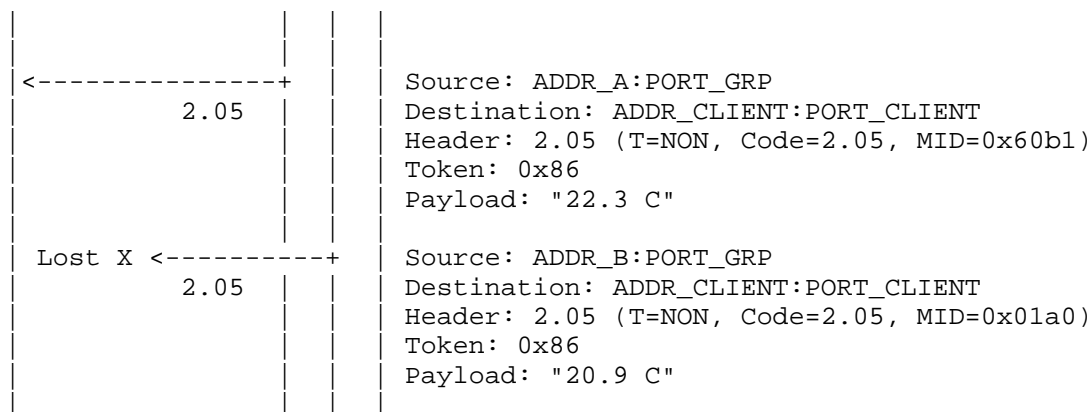 Source: ADDR_A:PORT_GRP
2.05 Destination: ADDR_CLIENT:PORT_CLIENT
Header: 2.05 (T=NON, Code=2.05, MID=0x60b1)
Token: 0x86
Payload: "22.3 C"
Lost X Source: ADDR_B:PORT_GRP
2.05 Destination: ADDR_CLIENT:PORT_CLIENT
Header: 2.05 (T=NON, Code=2.05, MID=0x01a0)
Token: 0x86
Payload: "20.9 C"